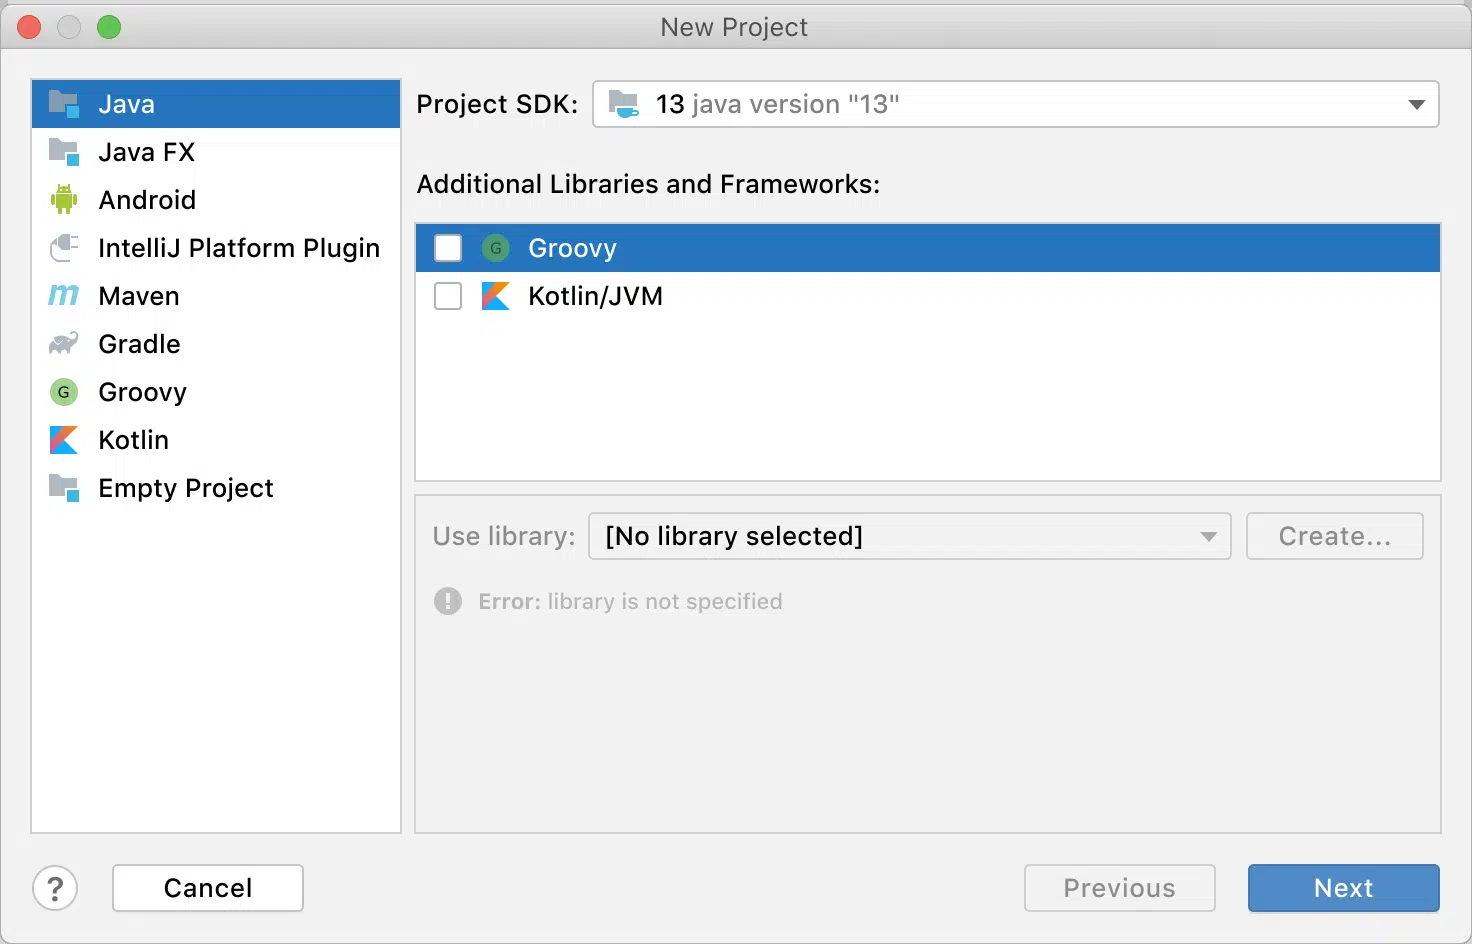 New Project
Java
Java FX
Android
IntelliJ Platform Plugin
Maven
Gradle
G Groovy
Kotlin
Empty Project
Project SDK: 13 java version "13"
Additional Libraries and Frameworks:
G Groovy
Kotlin/JVM
Use library: [No library selected] Create...
! Error: library is not specified
? Cancel Previous Next